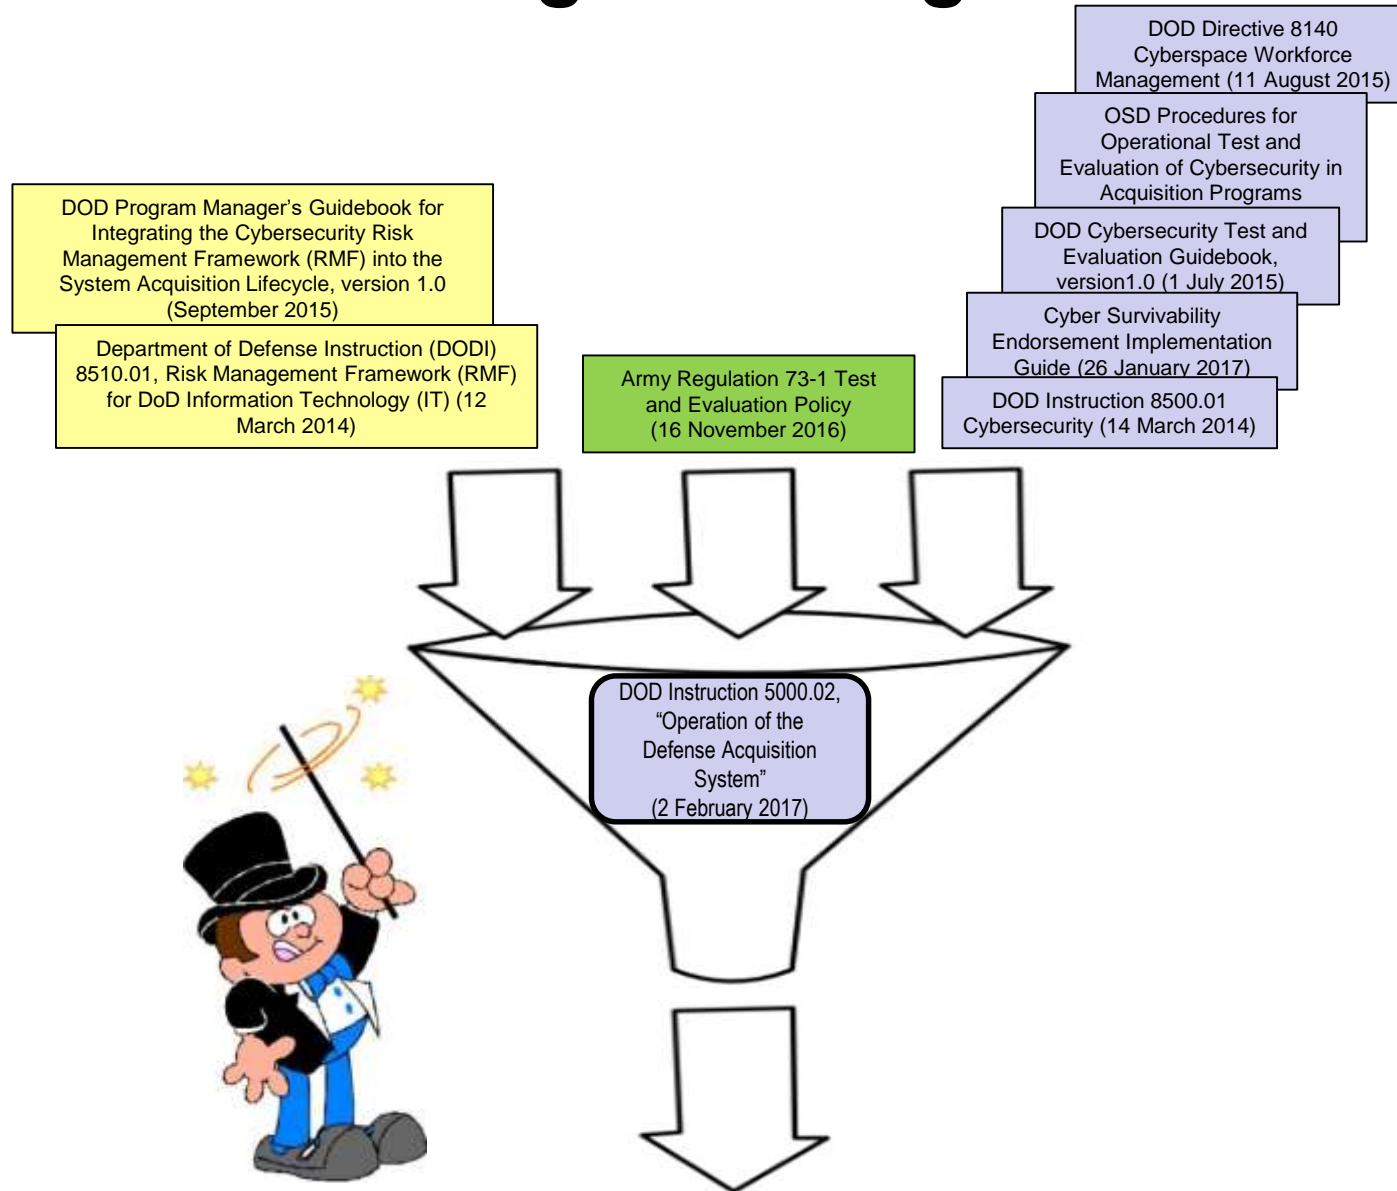 DOD Directive 8140
Cyberspace Workforce
Management (11 August 2015)
OSD Procedures for
Operational Test and
Evaluation of Cybersecurity in
Acquisition Programs
DOD Program Manager’s Guidebook for
Integrating the Cybersecurity Risk
Management Framework (RMF) into the
System Acquisition Lifecycle, version 1.0
(September 2015)
DOD Cybersecurity Test and
Evaluation Guidebook,
version1.0 (1 July 2015)
Cyber Survivability
Endorsement Implementation
Guide (26 January 2017)
Department of Defense Instruction (DODI)
8510.01, Risk Management Framework (RMF)
for DoD Information Technology (IT) (12
March 2014)
Army Regulation 73-1 Test
and Evaluation Policy
(16 November 2016)
DOD Instruction 8500.01
Cybersecurity (14 March 2014)
DOD Instruction 5000.02,
“Operation of the
Defense Acquisition
System”
(2 February 2017)